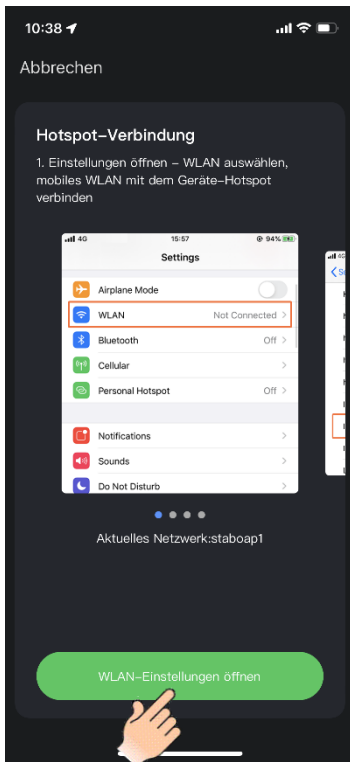 10:38
Abbrechen
Hotspot-Verbindung
1. Einstellungen öffnen – WLAN auswählen,
mobiles WLAN mit dem Geräte-Hotspot
verbinden
4G 15:57 94%
Settings
Airplane Mode
WLAN Not Connected
Bluetooth Off
Cellular
Personal Hotspot Off
Notifications
Sounds
Do Not Disturb
Aktuelles Netzwerk:staboap1
WLAN-Einstellungen öffnen